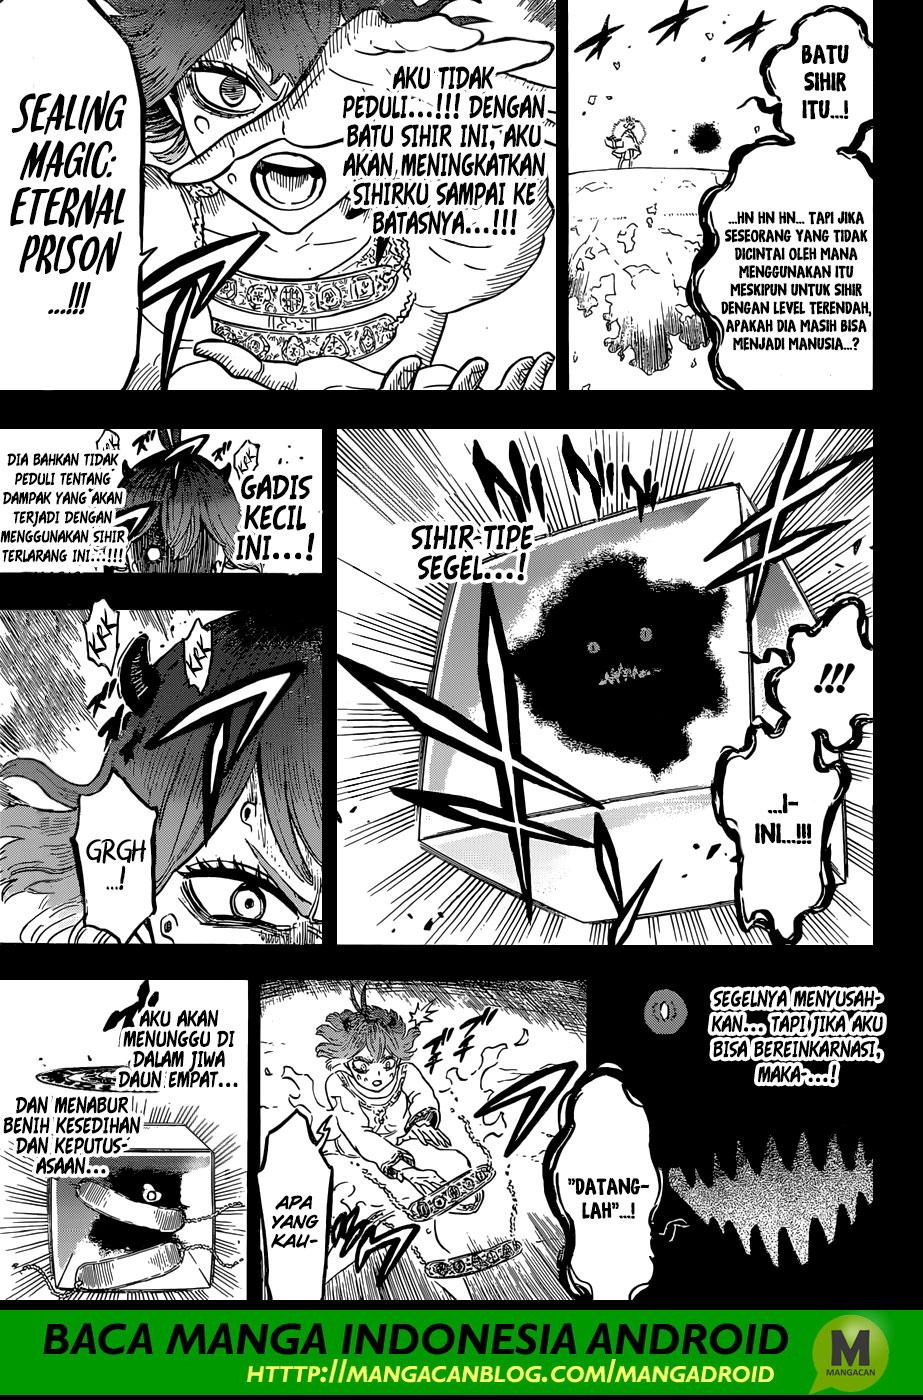 BATU
SIHIR
ITU...!
...HN HN HN... TAPI JIKA
SESEORANG YANG TIDAK
DICINTAI OLEH MANA
MENGGUNAKAN ITU
MESKIPUN UNTUK SIHIR
DENGAN LEVEL TERENDAH,
APAKAH DIA MASIH BISA
MENJADI MANUSIA...?
AKU TIDAK
PEDULI...!!! DENGAN
BATU SIHIR INI, AKU
AKAN MENINGKATKAN
SIHIRKU SAMPAI KE
BATASNYA...!!!
SEALING
MAGIC:
ETERNAL
PRISON
...!!!
SIHIR TIPE
SEGEL...!
!!!
...I-
INI...!!!
GADIS
KECIL
INI...!
DIA BAHKAN TIDAK
PEDULI TENTANG
DAMPAK YANG AKAN
TERJADI DENGAN
MENGGUNAKAN SIHIR
TERLARANG INI...!!!!
KRK
KRK
KRK
KRK
GRGH
...!
SEGELNYA MENYUSAH-
KAN... TAPI JIKA AKU
BISA BEREINKARNASI,
MAKA-...!
"DATANG-
LAH"...!
APA
YANG
KAU-
AKU AKAN
MENUNGGU DI
DALAM JIWA
DAUN EMPAT...
DAN MENABUR
BENIH KESEDIHAN
DAN KEPUTUS-
ASAAN...
BACA MANGA INDONESIA ANDROID
HTTTP://MANGACANBLOG.COM/MANGADROID
M
MANGACAN